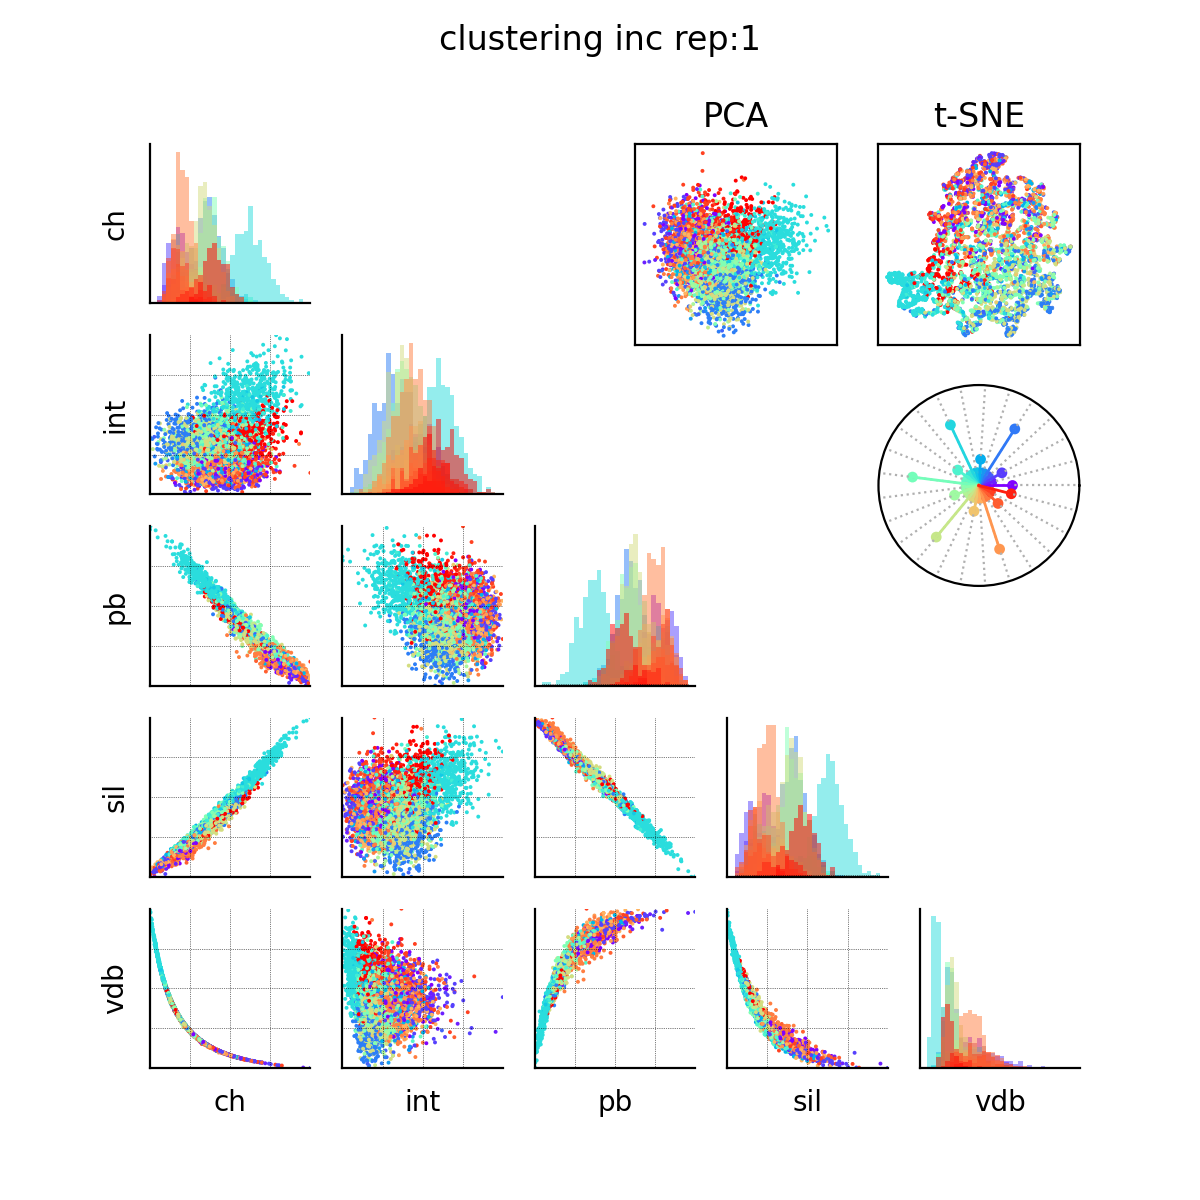 clustering inc rep:1
PCA
t-SNE
ch
int
pb
sil
vdb
ch
int
pb
sil
vdb